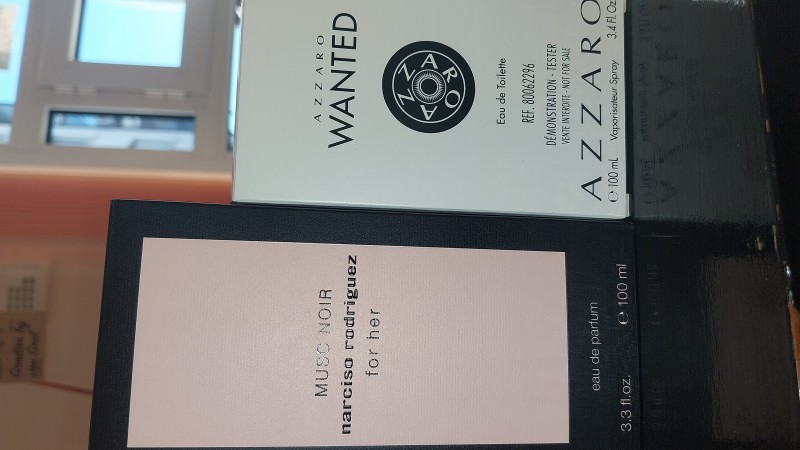 AZZARO
WANTED
AZZARO
Eau de Toilette
REF. 80062296
DÉMONSTRATION - TESTER
VENTE INTERDITE - NOT FOR SALE
AZZARO
℮ 100 mL Vaporisateur Spray 3.4 Fl.Oz
MUSC NOIR
narciso rodriguez
for her
eau de parfum
3.3 fl.oz. ℮ 100 ml